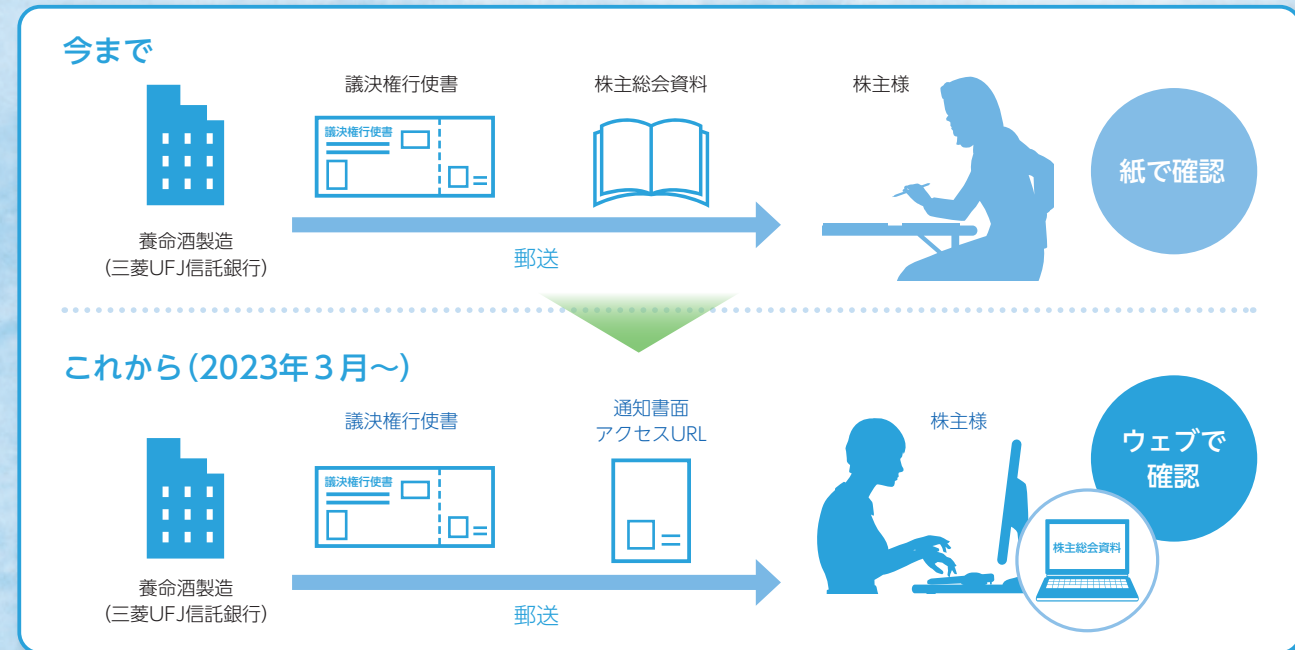 今まで
議決権行使書
株主総会資料
株主様
議決権行使書
紙で確認
養命酒製造
(三菱UFJ信託銀行)
郵送
これから(2023年3月〜)
議決権行使書
通知書面
アクセスURL
株主様
ウェブで
確認
議決権行使書
株主総会資料
養命酒製造
(三菱UFJ信託銀行)
郵送